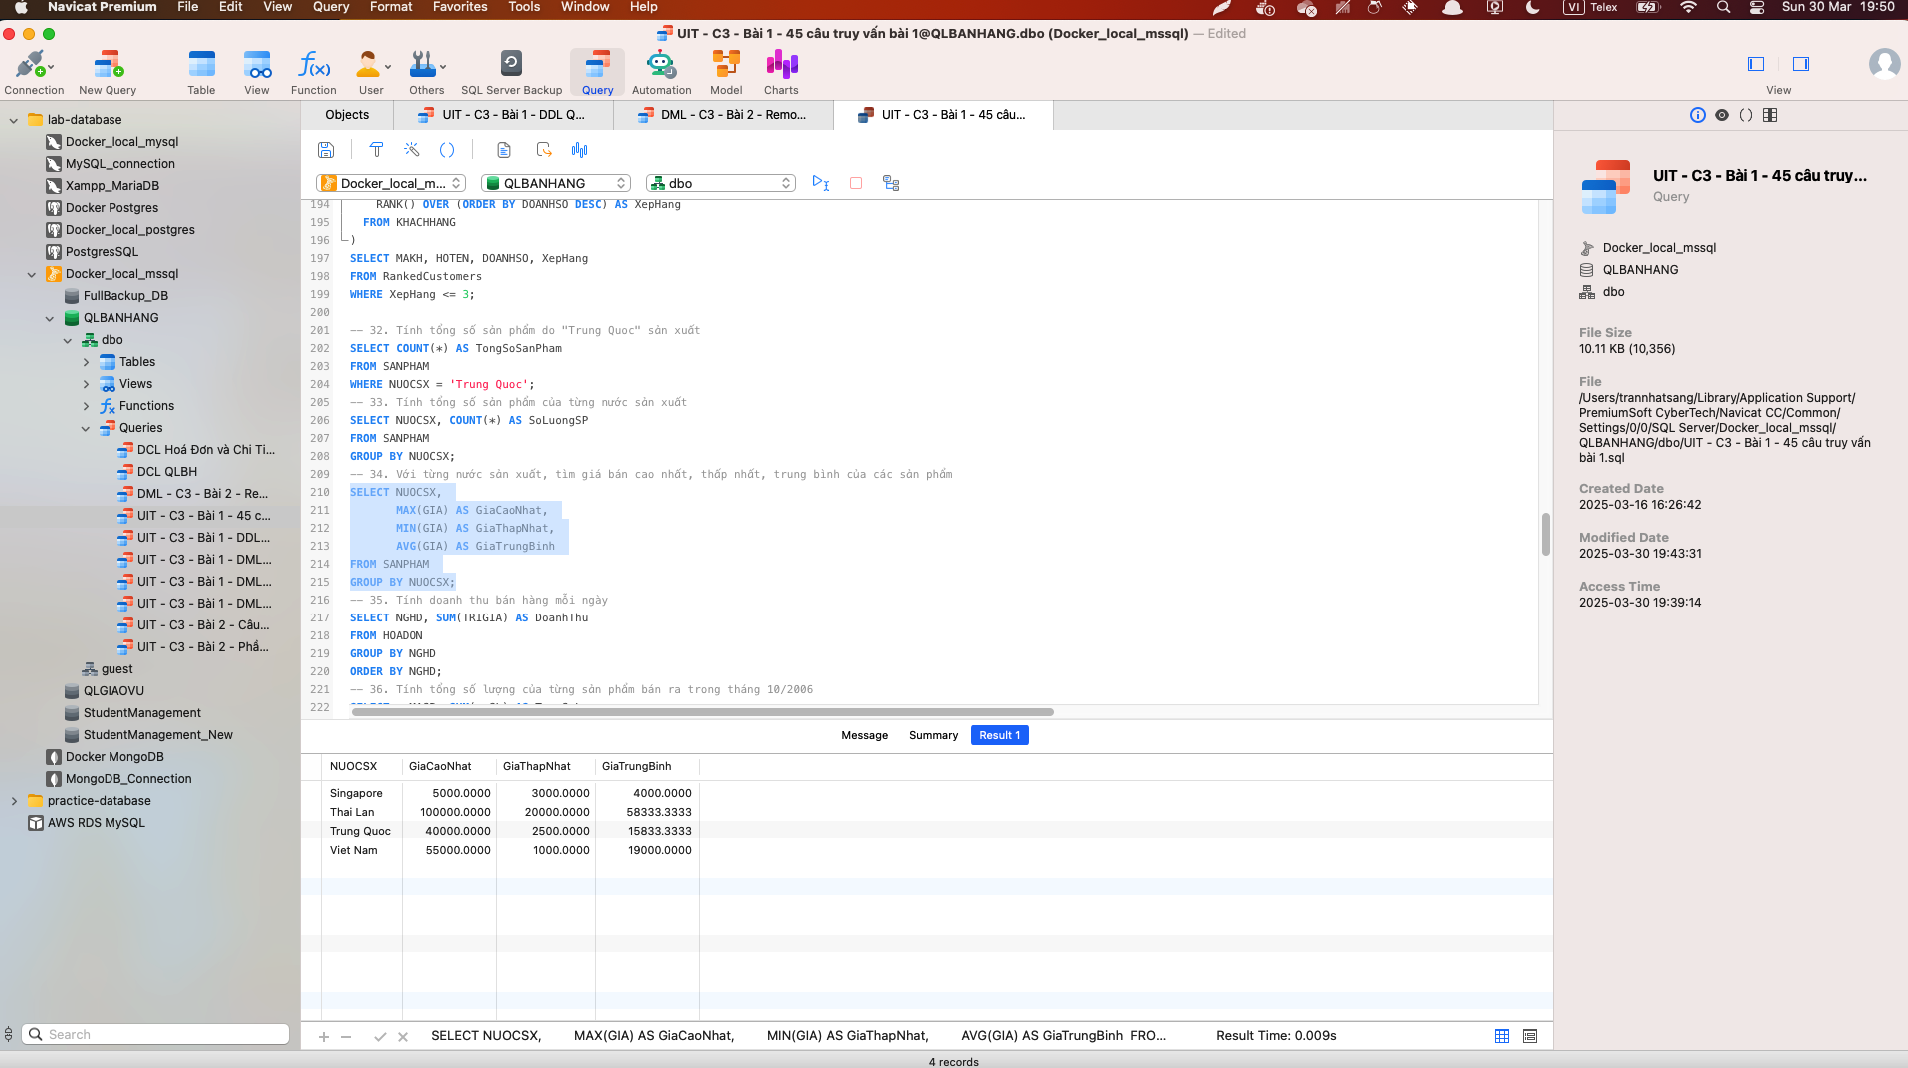 Navicat Premium File Edit View Query Format Favorites Tools Window Help VI Telex Sun 30 Mar 19:50
UIT - C3 - Bài 1 - 45 câu truy vấn bài 1@QLBANHANG.dbo (Docker_local_mssql) — Edited
Connection New Query Table View Function User Others SQL Server Backup Query Automation Model Charts View
lab-database
Docker_local_mysql
MySQL_connection
Xampp_MariaDB
Docker Postgres
Docker_local_postgres
PostgresSQL
Docker_local_mssql
FullBackup_DB
QLBANHANG
dbo
Tables
Views
Functions
Queries
DCL Hoá Đơn và Chi Ti...
DCL QLBH
DML - C3 - Bài 2 - Re...
UIT - C3 - Bài 1 - 45 c...
UIT - C3 - Bài 1 - DDL...
UIT - C3 - Bài 1 - DML...
UIT - C3 - Bài 1 - DML...
UIT - C3 - Bài 1 - DML...
UIT - C3 - Bài 2 - Câu...
UIT - C3 - Bài 2 - Phầ...
guest
QLGIAOVU
StudentManagement
StudentManagement_New
Docker MongoDB
MongoDB_Connection
practice-database
AWS RDS MySQL
Search
Objects UIT - C3 - Bài 1 - DDL Q... DML - C3 - Bài 2 - Remo... UIT - C3 - Bài 1 - 45 câu...
Docker_local_m... QLBANHANG dbo
194 RANK() OVER (ORDER BY DOANHSO DESC) AS XepHang
195 FROM KHACHHANG
196 )
197 SELECT MAKH, HOTEN, DOANHSO, XepHang
198 FROM RankedCustomers
199 WHERE XepHang <= 3;
200
201 -- 32. Tính tổng số sản phẩm do "Trung Quoc" sản xuất
202 SELECT COUNT(*) AS TongSoSanPham
203 FROM SANPHAM
204 WHERE NUOCSX = 'Trung Quoc';
205 -- 33. Tính tổng số sản phẩm của từng nước sản xuất
206 SELECT NUOCSX, COUNT(*) AS SoLuongSP
207 FROM SANPHAM
208 GROUP BY NUOCSX;
209 -- 34. Với từng nước sản xuất, tìm giá bán cao nhất, thấp nhất, trung bình của các sản phẩm
210 SELECT NUOCSX,
211 MAX(GIA) AS GiaCaoNhat,
212 MIN(GIA) AS GiaThapNhat,
213 AVG(GIA) AS GiaTrungBinh
214 FROM SANPHAM
215 GROUP BY NUOCSX;
216 -- 35. Tính doanh thu bán hàng mỗi ngày
217 SELECT NGHD, SUM(TRIGIA) AS DoanhThu
218 FROM HOADON
219 GROUP BY NGHD
220 ORDER BY NGHD;
221 -- 36. Tính tổng số lượng của từng sản phẩm bán ra trong tháng 10/2006
222
Message Summary Result 1
NUOCSX GiaCaoNhat GiaThapNhat GiaTrungBinh
Singapore 5000.0000 3000.0000 4000.0000
Thai Lan 100000.0000 20000.0000 58333.3333
Trung Quoc 40000.0000 2500.0000 15833.3333
Viet Nam 55000.0000 1000.0000 19000.0000
SELECT NUOCSX, MAX(GIA) AS GiaCaoNhat, MIN(GIA) AS GiaThapNhat, AVG(GIA) AS GiaTrungBinh FRO... Result Time: 0.009s
4 records
UIT - C3 - Bài 1 - 45 câu truy...
Query
Docker_local_mssql
QLBANHANG
dbo
File Size
10.11 KB (10,356)
File
/Users/trannhatsang/Library/Application Support/
PremiumSoft CyberTech/Navicat CC/Common/
Settings/0/0/SQL Server/Docker_local_mssql/
QLBANHANG/dbo/UIT - C3 - Bài 1 - 45 câu truy vấn
bài 1.sql
Created Date
2025-03-16 16:26:42
Modified Date
2025-03-30 19:43:31
Access Time
2025-03-30 19:39:14